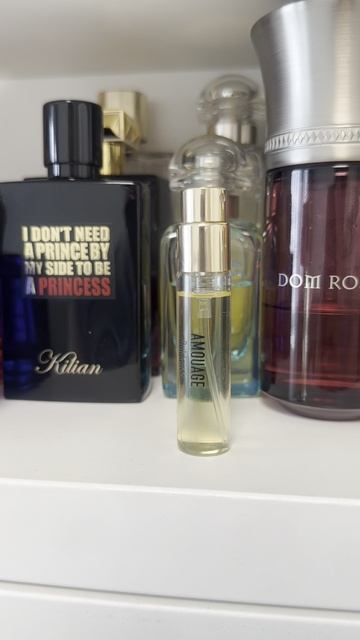 I DON'T NEED
A PRINCE BY
MY SIDE TO BE
A PRINCESS
Kilian
AMOUAGE
DOM RO